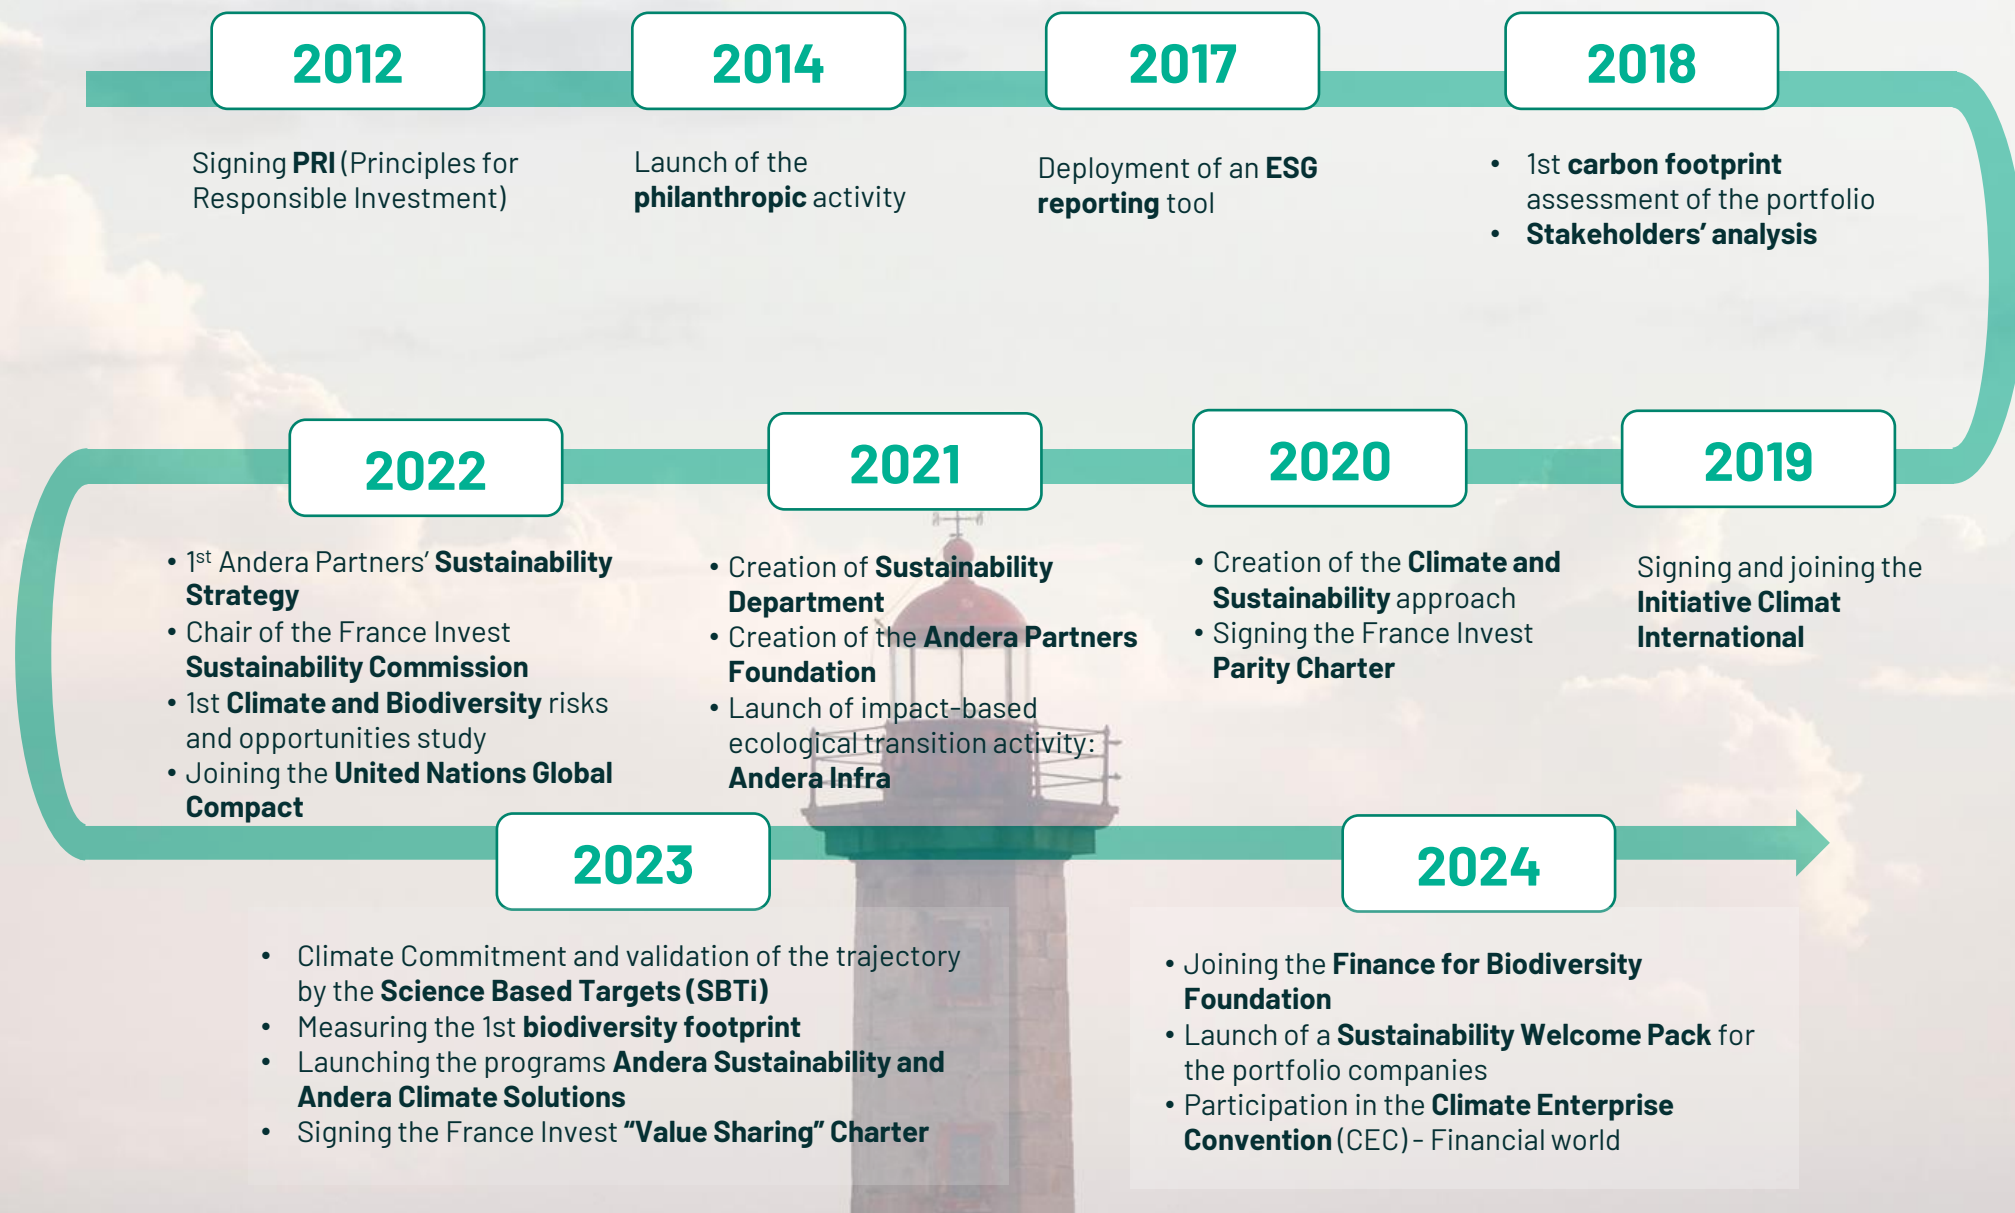 2012
Signing PRI (Principles for
Responsible Investment)
2014
Launch of the
philanthropic activity
2017
Deployment of an ESG
reporting tool
2018
• 1st carbon footprint
assessment of the portfolio
• Stakeholders’ analysis
2019
Signing and joining the
Initiative Climat
International
2020
• Creation of the Climate and
Sustainability approach
• Signing the France Invest
Parity Charter
2021
• Creation of Sustainability
Department
• Creation of the Andera Partners
Foundation
• Launch of impact-based
ecological transition activity:
Andera Infra
2022
• 1st Andera Partners’ Sustainability
Strategy
• Chair of the France Invest
Sustainability Commission
• 1st Climate and Biodiversity risks
and opportunities study
• Joining the United Nations Global
Compact
2023
• Climate Commitment and validation of the trajectory
by the Science Based Targets (SBTi)
• Measuring the 1st biodiversity footprint
• Launching the programs Andera Sustainability and
Andera Climate Solutions
• Signing the France Invest “Value Sharing” Charter
2024
• Joining the Finance for Biodiversity
Foundation
• Launch of a Sustainability Welcome Pack for
the portfolio companies
• Participation in the Climate Enterprise
Convention (CEC) - Financial world